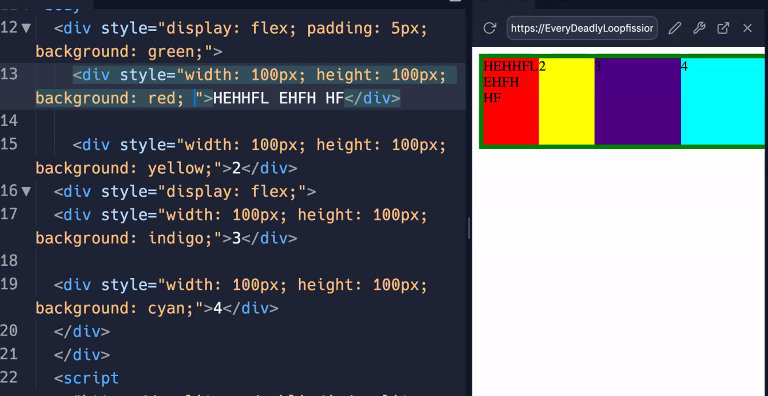 https://EveryDeadlyLoopfission
12 <div style="display: flex; padding: 5px;
background: green;">
13 <div style="width: 100px; height: 100px;
background: red; ">HEHHFL EHFH HF</div>
14
15 <div style="width: 100px; height: 100px;
background: yellow;">2</div>
16 <div style="display: flex;">
17 <div style="width: 100px; height: 100px;
background: indigo;">3</div>
18
19 <div style="width: 100px; height: 100px;
background: cyan;">4</div>
20 </div>
21 </div>
22 <script
HEHHFL2 3 4
EHFH
HF